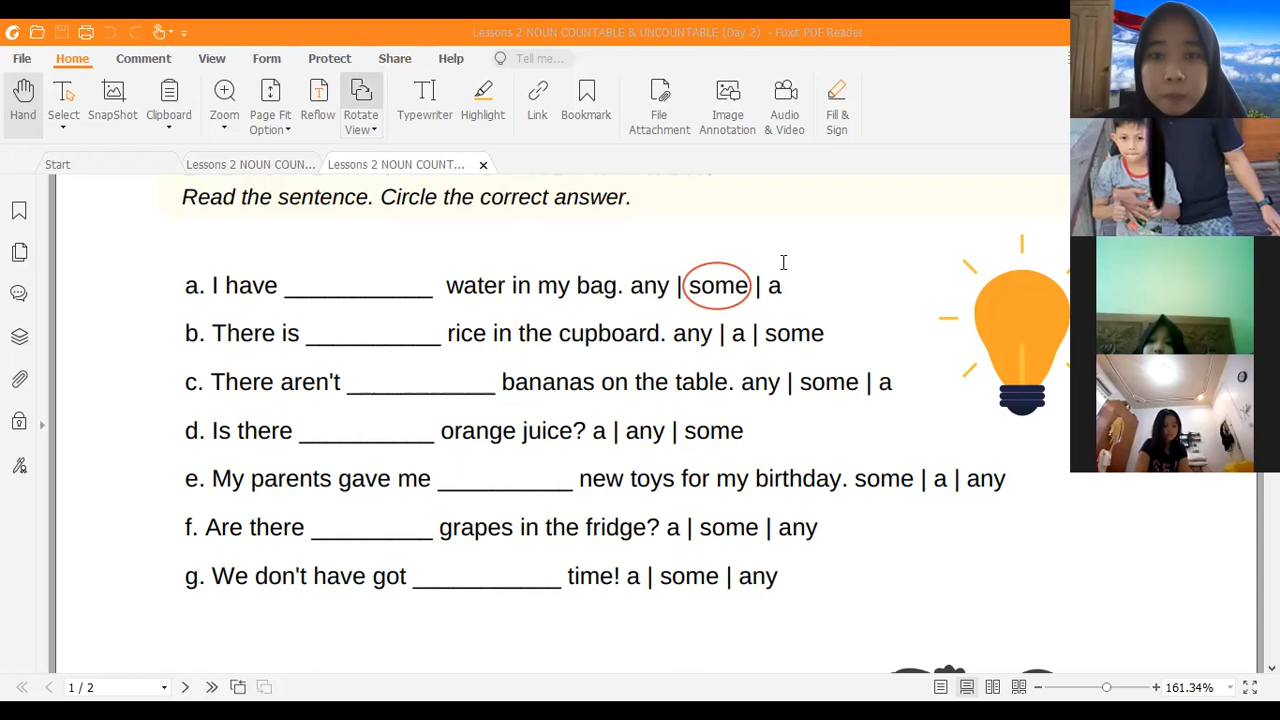 Lessons 2 NOUN COUNTABLE & UNCOUNTABLE (Day 2) - Foxit PDF Reader
File Home Comment View Form Protect Share Help Tell me...
Hand Select SnapShot Clipboard Zoom Page Fit Option Reflow Rotate View Typewriter Highlight Link Bookmark File Attachment Image Annotation Audio & Video Fill & Sign
Start Lessons 2 NOUN COUN... Lessons 2 NOUN COUNT...
Read the sentence. Circle the correct answer.
a. I have ___________ water in my bag. any | some | a
b. There is __________ rice in the cupboard. any | a | some
c. There aren't ___________ bananas on the table. any | some | a
d. Is there __________ orange juice? a | any | some
e. My parents gave me __________ new toys for my birthday. some | a | any
f. Are there _________ grapes in the fridge? a | some | any
g. We don't have got ___________ time! a | some | any
1 / 2 161.34%